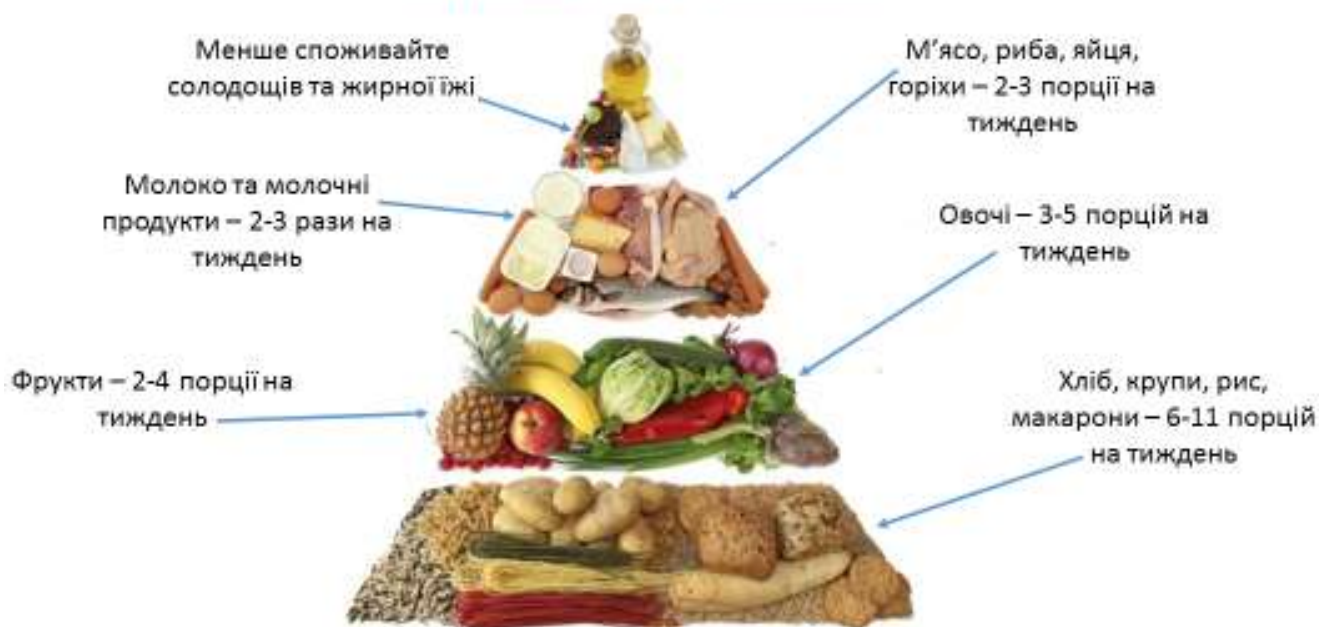 Менше споживайте
солодощів та жирної їжі
М’ясо, риба, яйця,
горіхи – 2-3 порції на
тиждень
Молоко та молочні
продукти – 2-3 рази на
тиждень
Овочі – 3-5 порцій на
тиждень
Фрукти – 2-4 порції на
тиждень
Хліб, крупи, рис,
макарони – 6-11 порцій
на тиждень